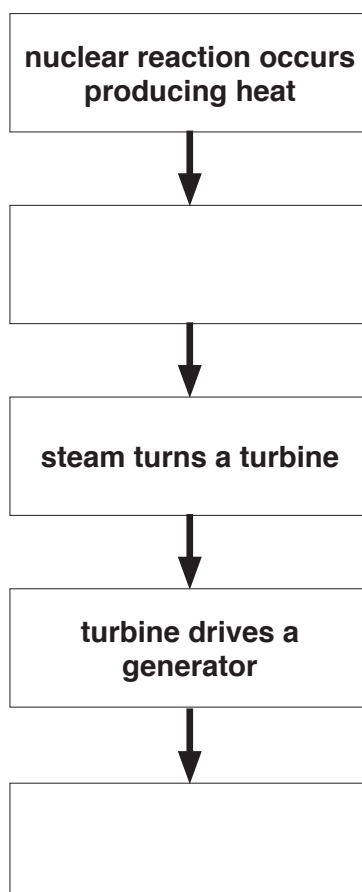 nuclear reaction occurs
producing heat
steam turns a turbine
turbine drives a
generator